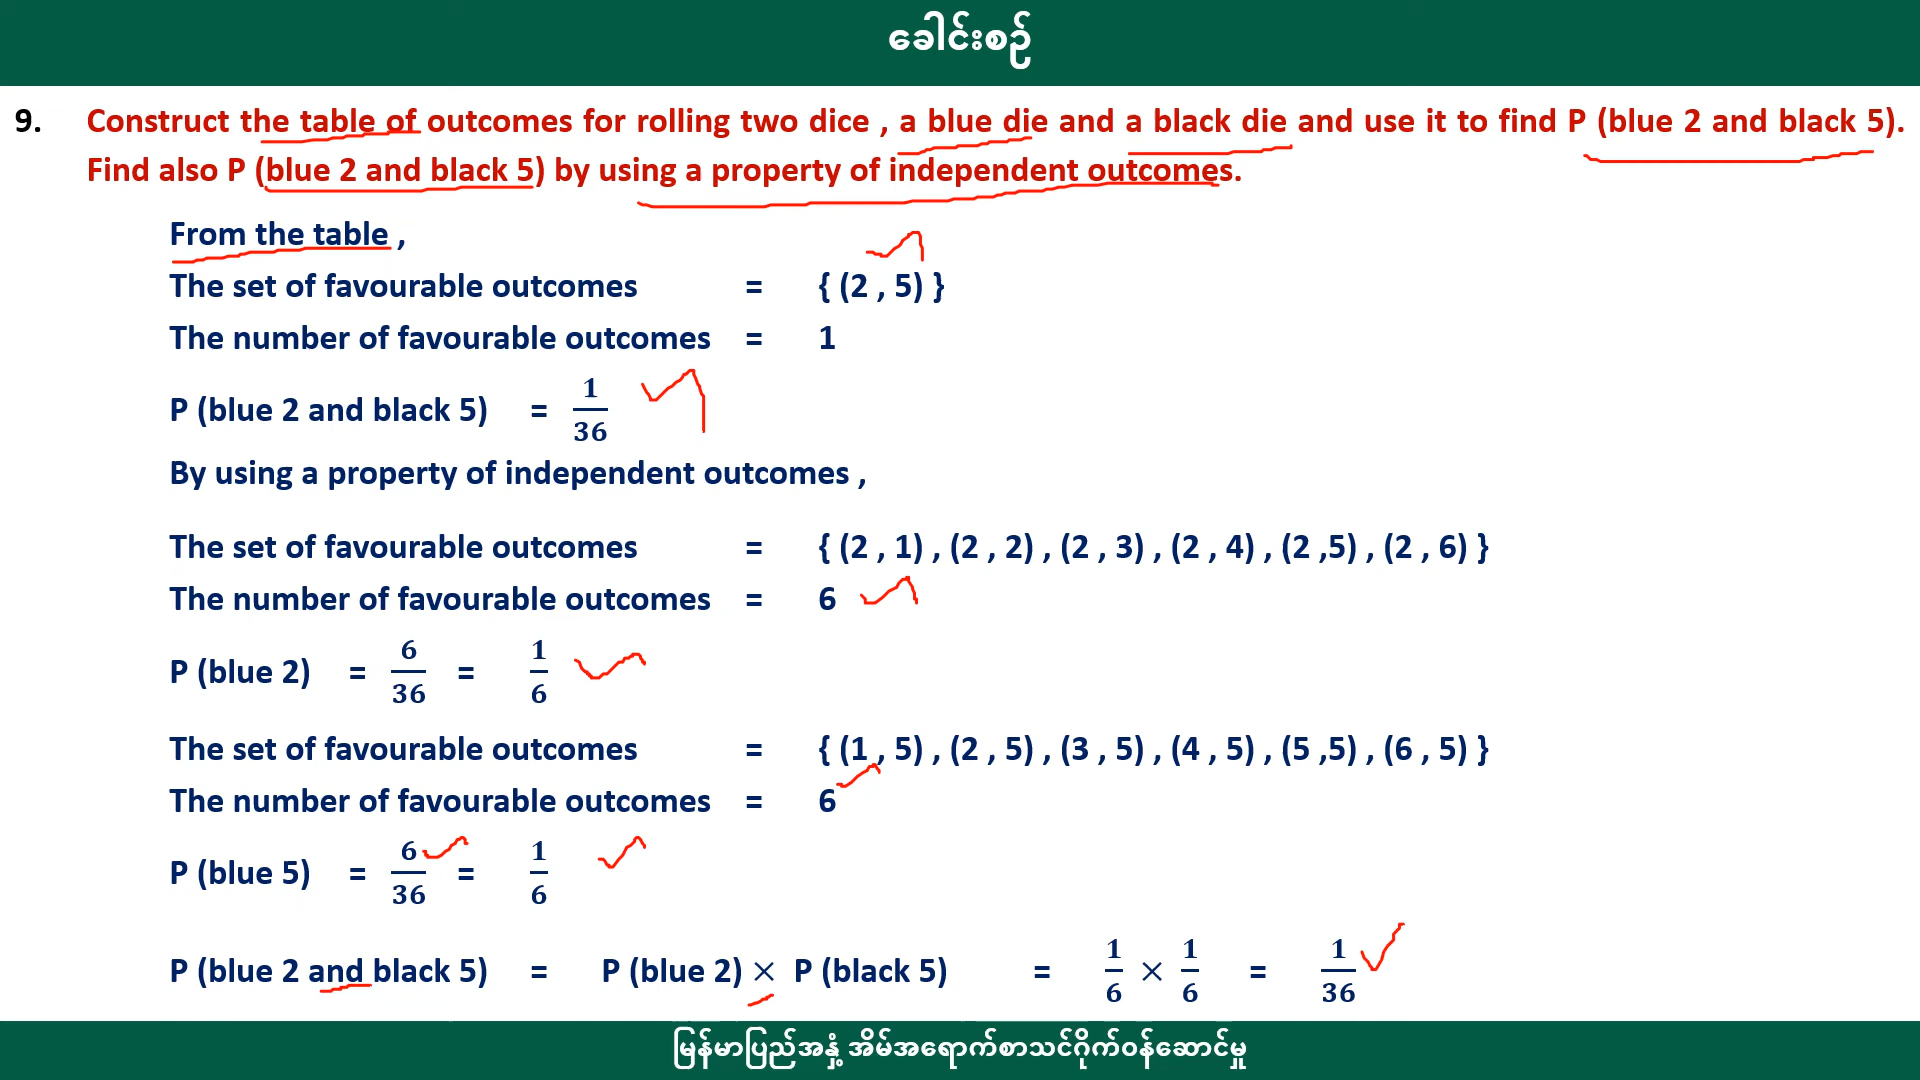 ခေါင်းစဉ်
9. Construct the table of outcomes for rolling two dice , a blue die and a black die and use it to find P (blue 2 and black 5).
Find also P (blue 2 and black 5) by using a property of independent outcomes.
From the table ,
The set of favourable outcomes = { (2 , 5) }
The number of favourable outcomes = 1
P (blue 2 and black 5) = 1/36
By using a property of independent outcomes ,
The set of favourable outcomes = { (2 , 1) , (2 , 2) , (2 , 3) , (2 , 4) , (2 ,5) , (2 , 6) }
The number of favourable outcomes = 6
P (blue 2) = 6/36 = 1/6
The set of favourable outcomes = { (1 , 5) , (2 , 5) , (3 , 5) , (4 , 5) , (5 ,5) , (6 , 5) }
The number of favourable outcomes = 6
P (blue 5) = 6/36 = 1/6
P (blue 2 and black 5) = P (blue 2) × P (black 5) = 1/6 × 1/6 = 1/36
မြန်မာပြည်အနှံ့ အိမ်အရောက်စာသင်ဂိုက်ဝန်ဆောင်မှု